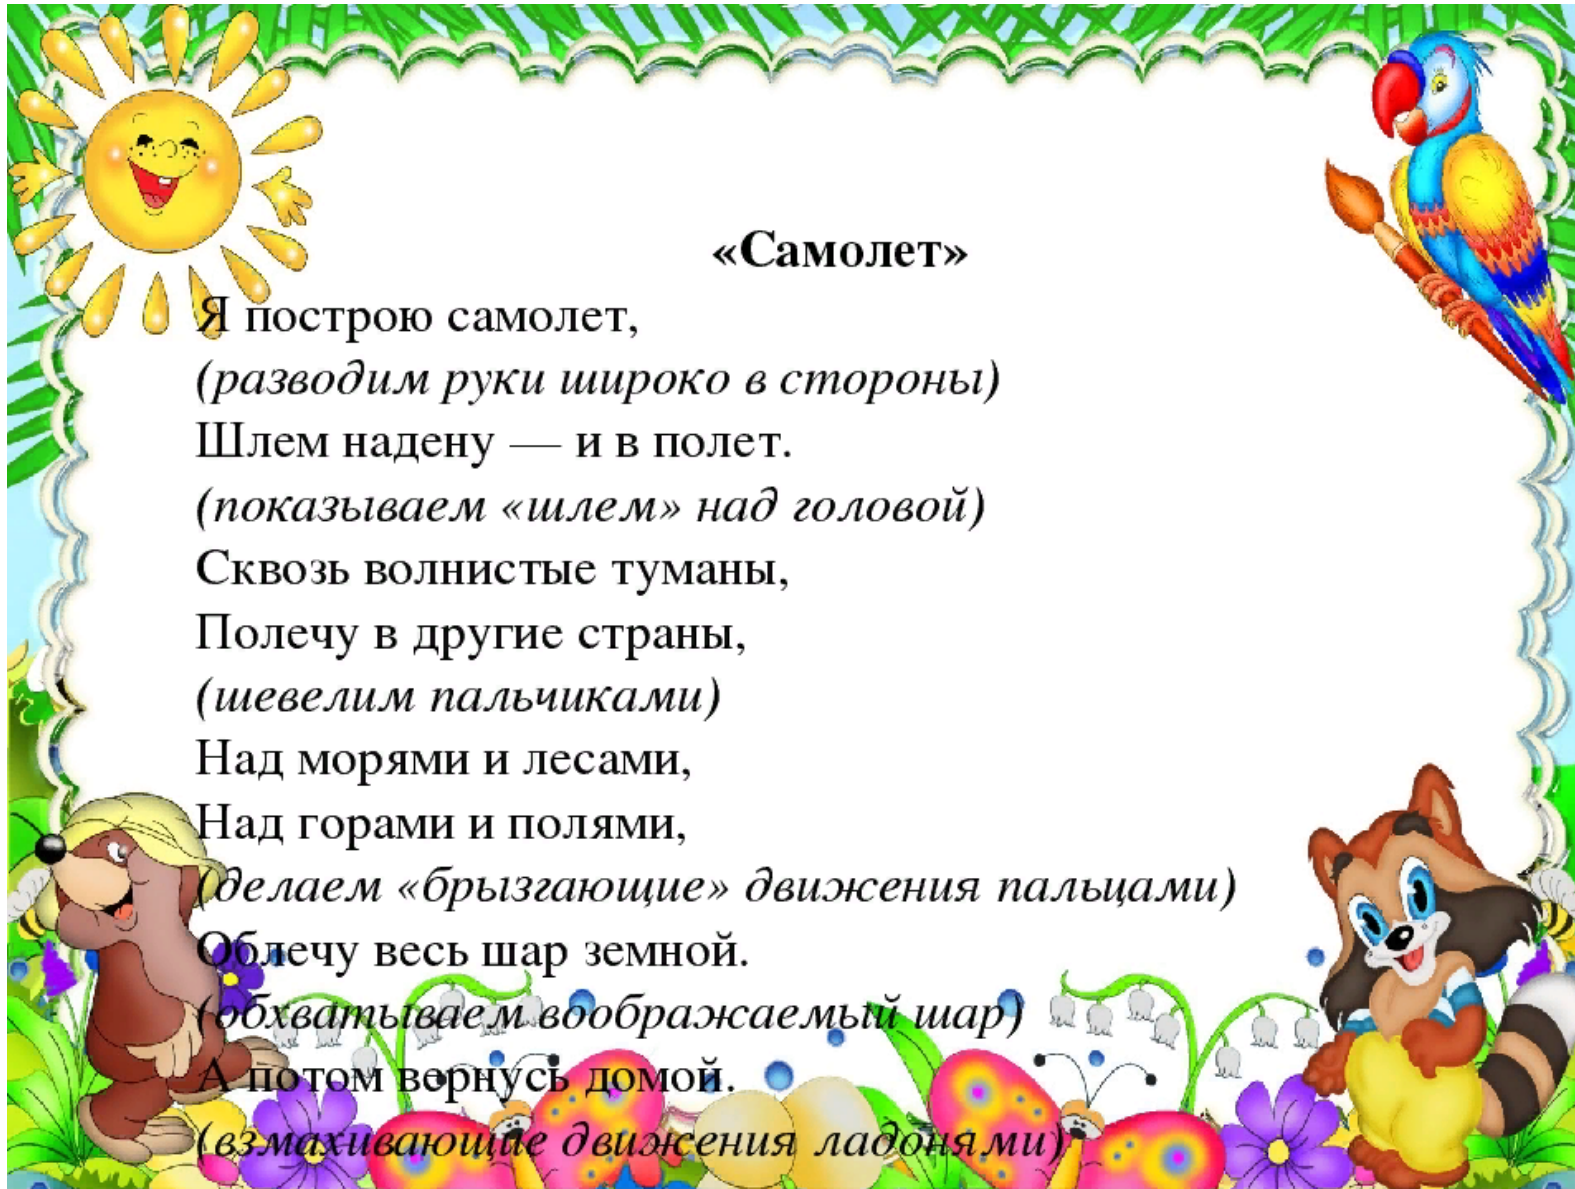 «Самолет»
Я построю самолет,
(разводим руки широко в стороны)
Шлем надену — и в полет.
(показываем «шлем» над головой)
Сквозь волнистые туманы,
Полечу в другие страны,
(шевелим пальчиками)
Над морями и лесами,
Над горами и полями,
(делаем «брызгающие» движения пальцами)
Облечу весь шар земной.
(обхватываем воображаемый шар)
А потом вернусь домой.
(взмахивающие движения ладонями)